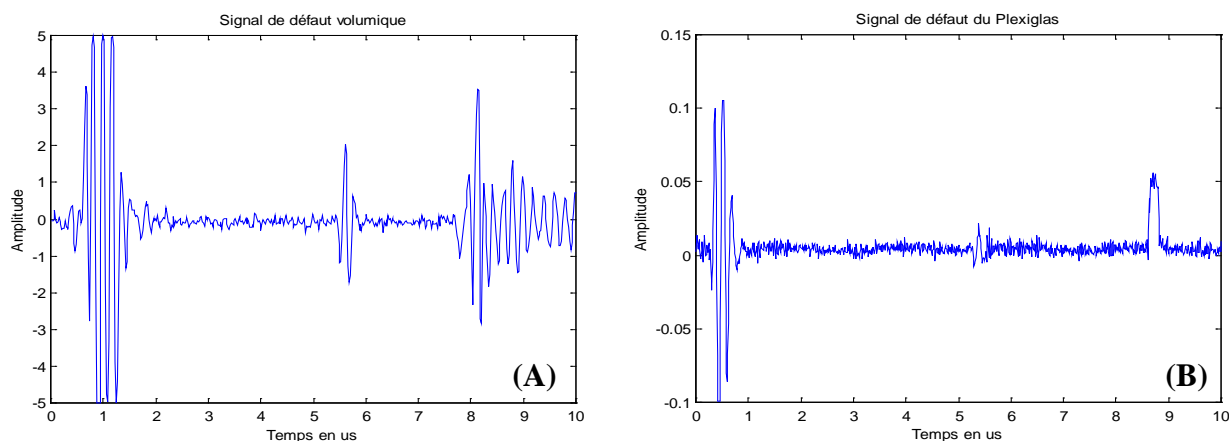 Signal de défaut volumique
5
4
3
2
1
0
-1
-2
-3
-4
-5
Amplitude
0 1 2 3 4 5 6 7 8 9 10
Temps en us
(A)
Signal de défaut du Plexiglas
0.15
0.1
0.05
0
-0.05
-0.1
Amplitude
0 1 2 3 4 5 6 7 8 9 10
Temps en us
(B)